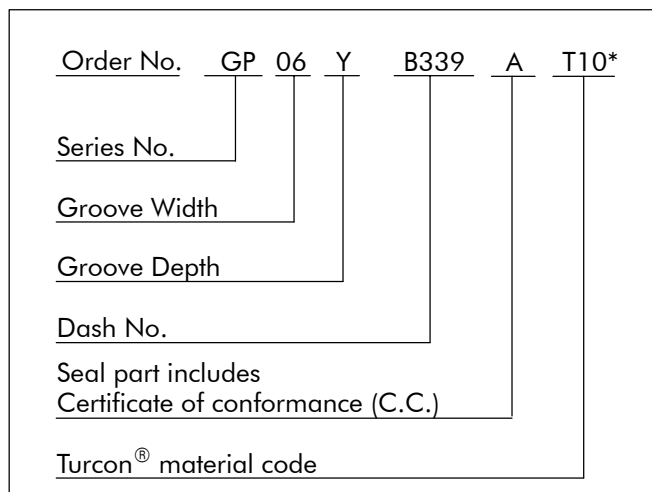 Order No. GP 06 Y B339 A T10*
Series No.
Groove Width
Groove Depth
Dash No.
Seal part includes
Certificate of conformance (C.C.)
Turcon® material code